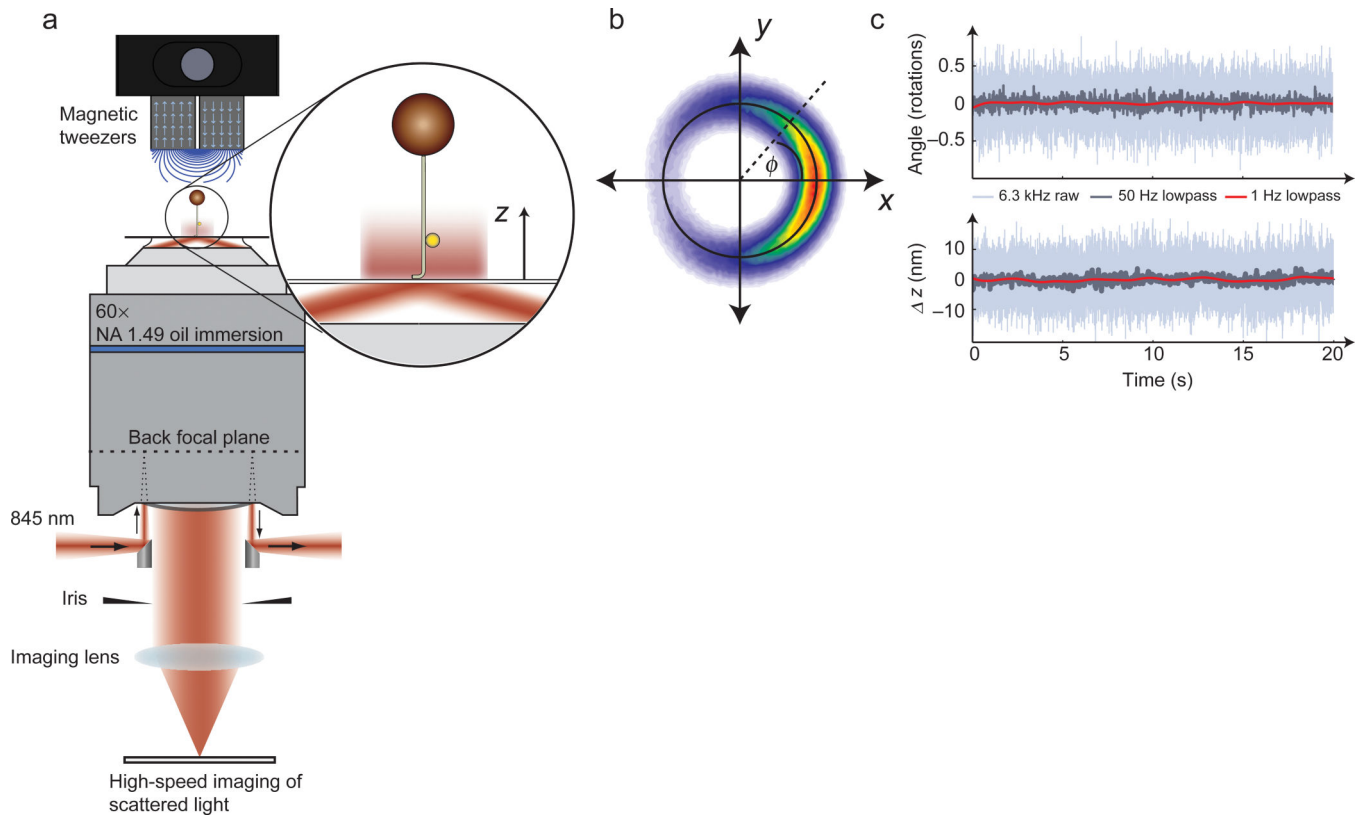 a
Magnetic
tweezers
z
60×
NA 1.49 oil immersion
Back focal plane
845 nm
Iris
Imaging lens
High-speed imaging of
scattered light
b
y
ϕ
x
c
Angle (rotations)
0.5
0
–0.5
6.3 kHz raw
50 Hz lowpass
1 Hz lowpass
Δ z (nm)
10
0
–10
0 5 10 15 20
Time (s)